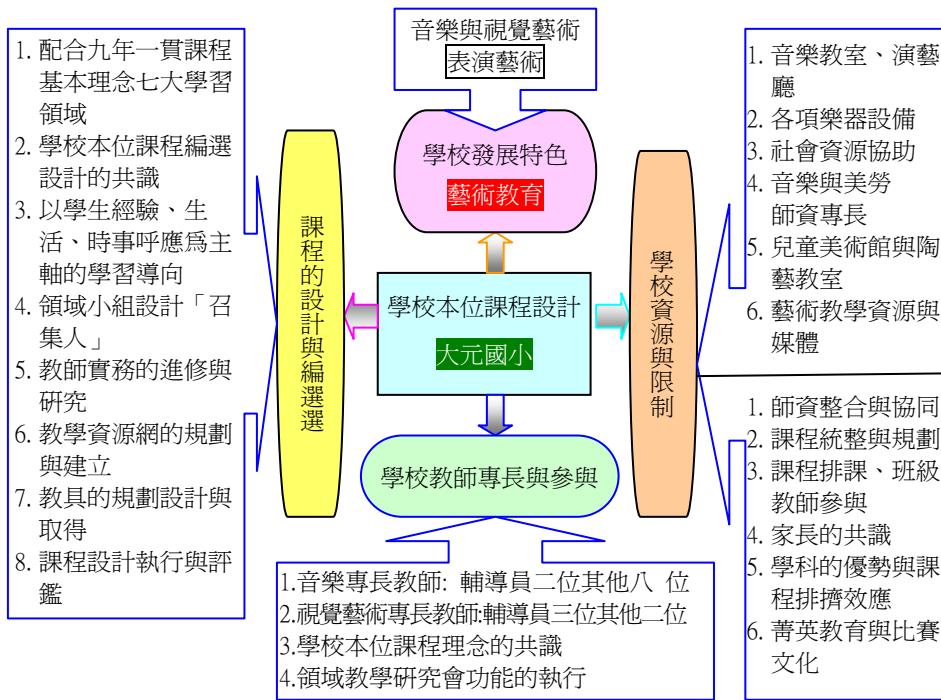 音樂與視覺藝術
表演藝術
學校發展特色
藝術教育
1. 配合九年一貫課程
基本理念七大學習
領域
2. 學校本位課程編選
設計的共識
3. 以學生經驗、生
活、時事呼應爲主
軸的學習導向
4. 領域小組設計「召
集人」
5. 教師實務的進修與
研究
6. 教學資源網的規劃
與建立
7. 教具的規劃設計與
取得
8. 課程設計執行與評
鑑
課程的設計與編選選
學校本位課程設計
大元國小
學校資源與限制
1. 音樂教室、演藝
廳
2. 各項樂器設備
3. 社會資源協助
4. 音樂與美勞
師資專長
5. 兒童美術館與陶
藝教室
6. 藝術教學資源與
媒體
1. 師資整合與協同
2. 課程統整與規劃
3. 課程排課、班級
教師參與
4. 家長的共識
5. 學科的優勢與課
程排擠效應
6. 菁英教育與比賽
文化
學校教師專長與參與
1.音樂專長教師: 輔導員二位其他八 位
2.視覺藝術專長教師:輔導員三位其他二位
3.學校本位課程理念的共識
4.領域教學研究會功能的執行